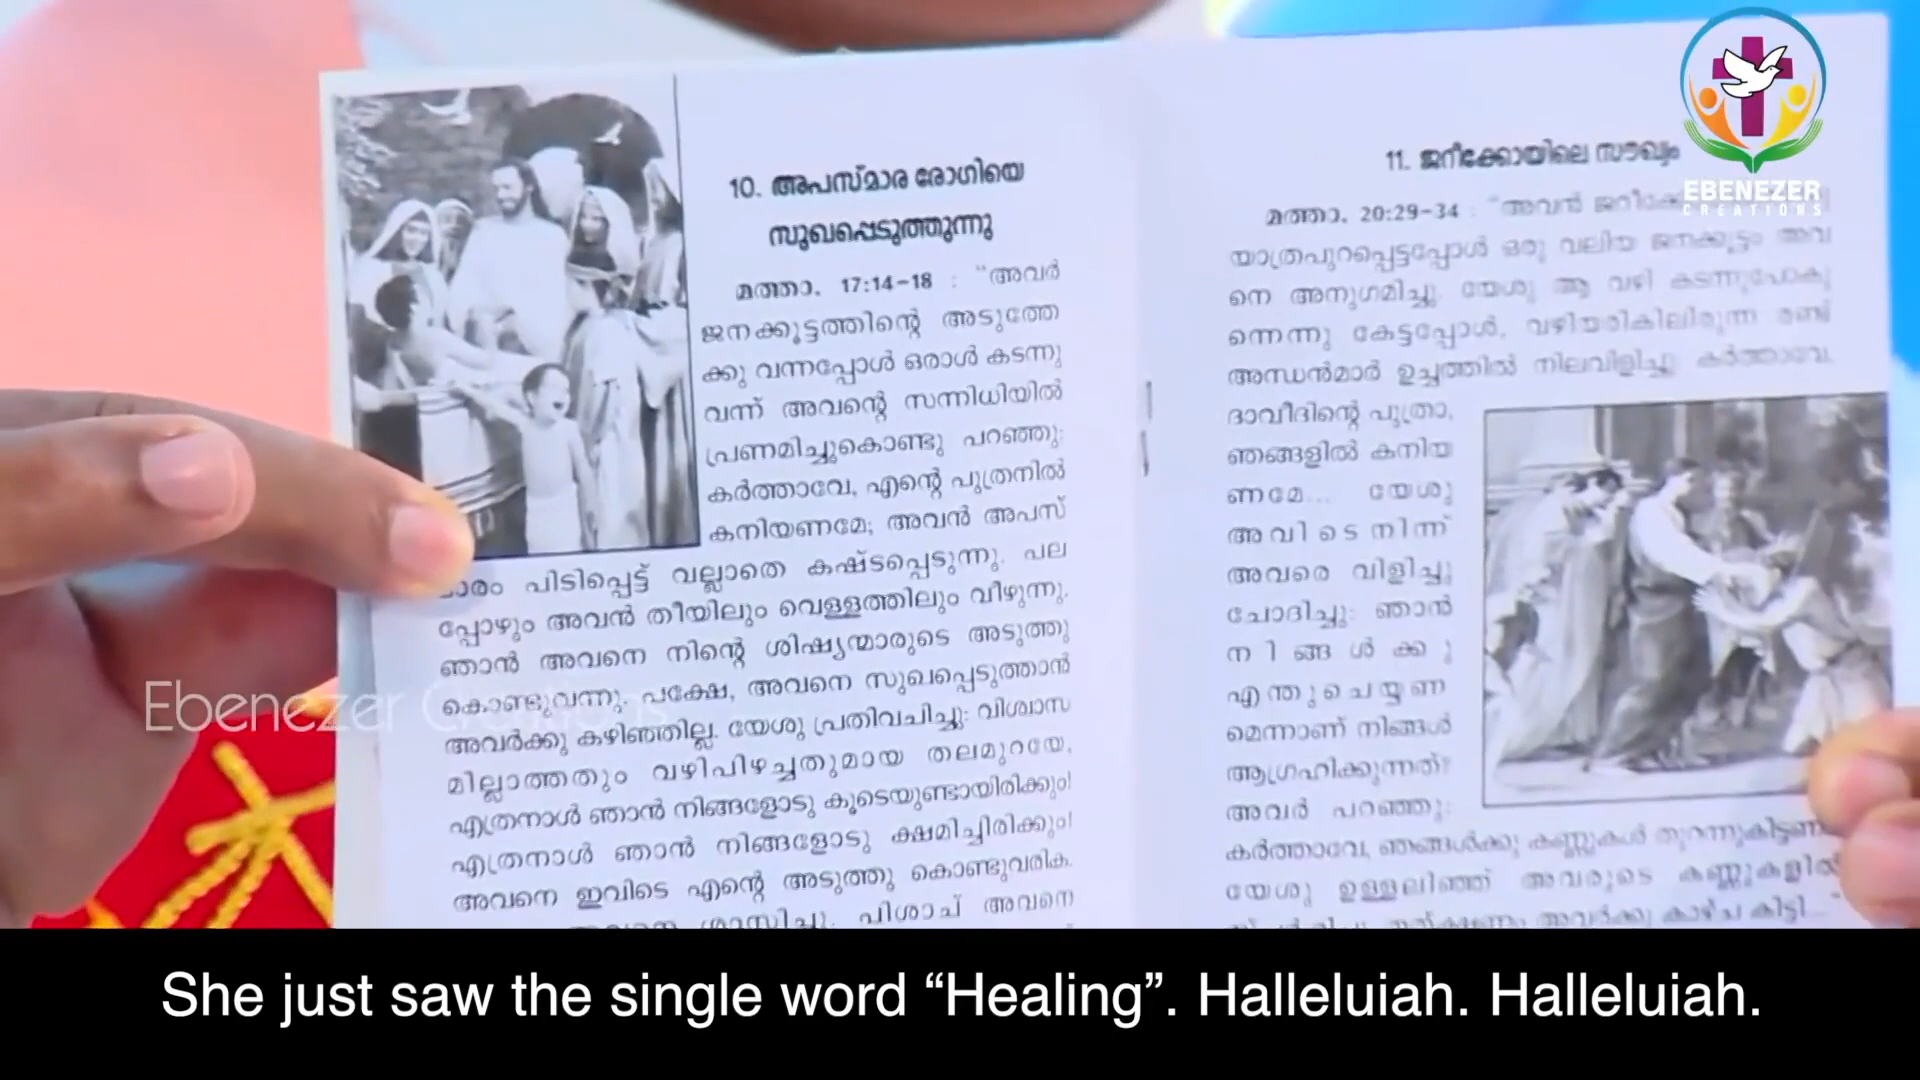 10. അപസ്മാര രോഗിയെ
സുഖപ്പെടുത്തുന്നു
മത്താ. 17:14-18 : "അവർ
ജനക്കൂട്ടത്തിന്റെ അടുത്തേ
ക്കു വന്നപ്പോൾ ഒരാൾ കടന്നു
വന്ന് അവന്റെ സന്നിധിയിൽ
പ്രണമിച്ചുകൊണ്ടു പറഞ്ഞു:
കർത്താവേ, എന്റെ പുത്രനിൽ
കനിയണമേ; അവൻ അപസ്
മാരം പിടിപ്പെട്ട് വല്ലാതെ കഷ്ടപ്പെടുന്നു. പല
പ്പോഴും അവൻ തീയിലും വെള്ളത്തിലും വീഴുന്നു.
ഞാൻ അവനെ നിന്റെ ശിഷ്യന്മാരുടെ അടുത്തു
കൊണ്ടുവന്നു. പക്ഷേ, അവനെ സുഖപ്പെടുത്താൻ
അവർക്കു കഴിഞ്ഞില്ല. യേശു പ്രതിവചിച്ചു: വിശ്വാസ
മില്ലാത്തതും വഴിപിഴച്ചതുമായ തലമുറയേ,
എത്രനാൾ ഞാൻ നിങ്ങളോടു കൂടെയുണ്ടായിരിക്കും!
എത്രനാൾ ഞാൻ നിങ്ങളോടു ക്ഷമിച്ചിരിക്കും!
അവനെ ഇവിടെ എന്റെ അടുത്തു കൊണ്ടുവരിക.
അവനെ ശാസിച്ചു. പിശാച് അവനെ
11. ജറീക്കോയിലെ സൗഖ്യം
മത്താ. 20:29-34 : "അവൻ
യാത്രപുറപ്പെട്ടപ്പോൾ ഒരു വലിയ ജനക്കൂട്ടം അവ
നെ അനുഗമിച്ചു. യേശു ആ വഴി കടന്നുപോകു
ന്നെന്നു കേട്ടപ്പോൾ, വഴിയരികിലിരുന്ന രണ്ട്
അന്ധൻമാർ ഉച്ചത്തിൽ നിലവിളിച്ചു: കർത്താവേ,
ദാവീദിന്റെ പുത്രാ,
ഞങ്ങളിൽ കനിയ
ണമേ... യേശു
അവിടെ നിന്ന്
അവരെ വിളിച്ചു
ചോദിച്ചു: ഞാൻ
നിങ്ങൾക്കു
എന്തുചെയ്യണ
മെന്നാണ് നിങ്ങൾ
ആഗ്രഹിക്കുന്നത്?
അവർ പറഞ്ഞു:
കർത്താവേ, ഞങ്ങൾക്കു കണ്ണുകൾ തുറന്നുകിട്ടണം.
യേശു ഉള്ളലിഞ്ഞ് അവരുടെ കണ്ണുകളിൽ
തത്ക്ഷണം അവർക്കു കാഴ്ച കിട്ടി..."
EBENEZER
CREATIONS
Ebenezer Creations
She just saw the single word “Healing”. Halleluiah. Halleluiah.